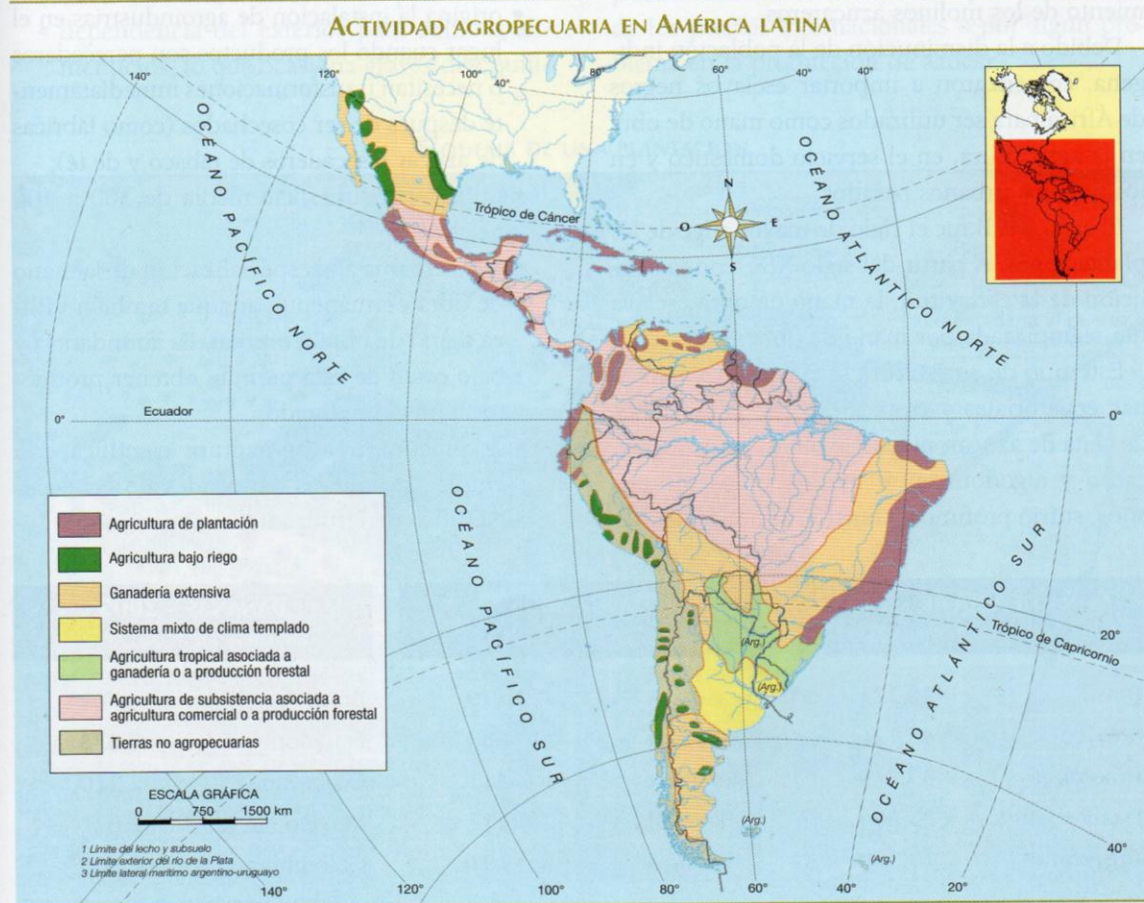 ACTIVIDAD AGROPECUARIA EN AMÉRICA LATINA
140°
120°
100°
80°
60°
60°
40°
20°
OCÉANO PACÍFICO NORTE
OCÉANO ATLÁNTICO NORTE
N
O
E
S
Trópico de Cáncer
0°
Ecuador
0°
OCÉANO PACÍFICO SUR
OCÉANO ATLÁNTICO SUR
Trópico de Capricornio
20°
(Arg.)
(Arg.)
(Arg.)
(Arg.)
Agricultura de plantación
Agricultura bajo riego
Ganadería extensiva
Sistema mixto de clima templado
Agricultura tropical asociada a
ganadería o a producción forestal
Agricultura de subsistencia asociada a
agricultura comercial o a producción forestal
Tierras no agropecuarias
ESCALA GRÁFICA
0 750 1500 km
1 Límite del lecho y subsuelo
2 Límite exterior del río de la Plata
3 Límite lateral marítimo argentino-uruguayo
140°
120°
100°
80°
60°
40°
20°
40°